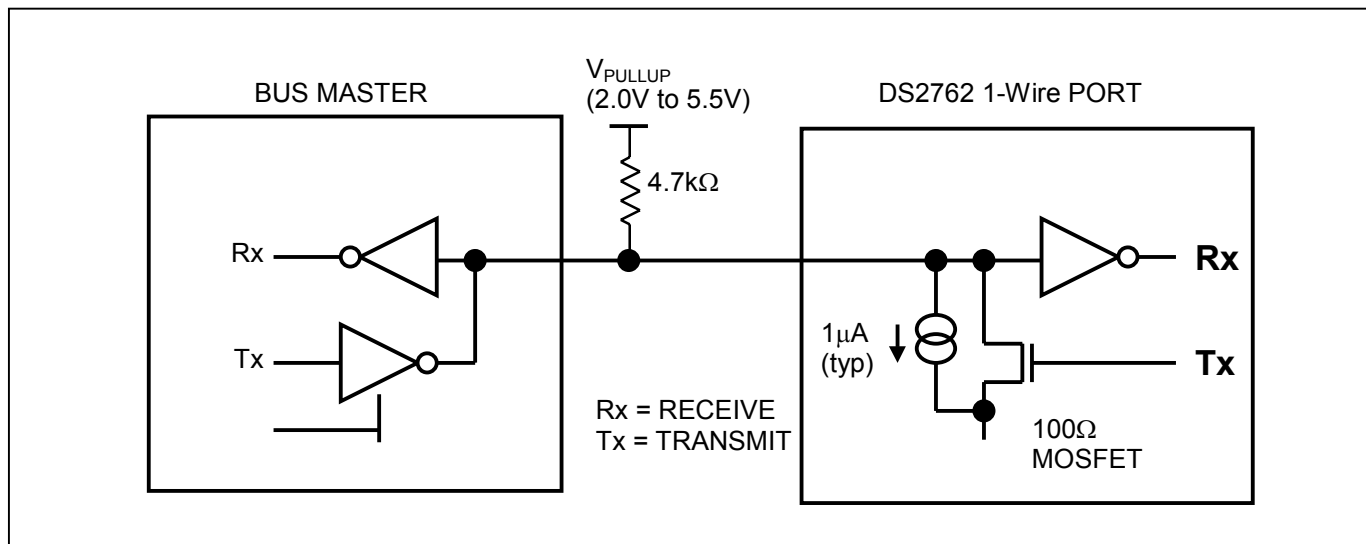 BUS MASTER
V_PULLUP
(2.0V to 5.5V)
DS2762 1-Wire PORT
4.7kΩ
Rx
Rx
1µA
(typ)
Tx
Tx
Rx = RECEIVE
Tx = TRANSMIT
100Ω
MOSFET